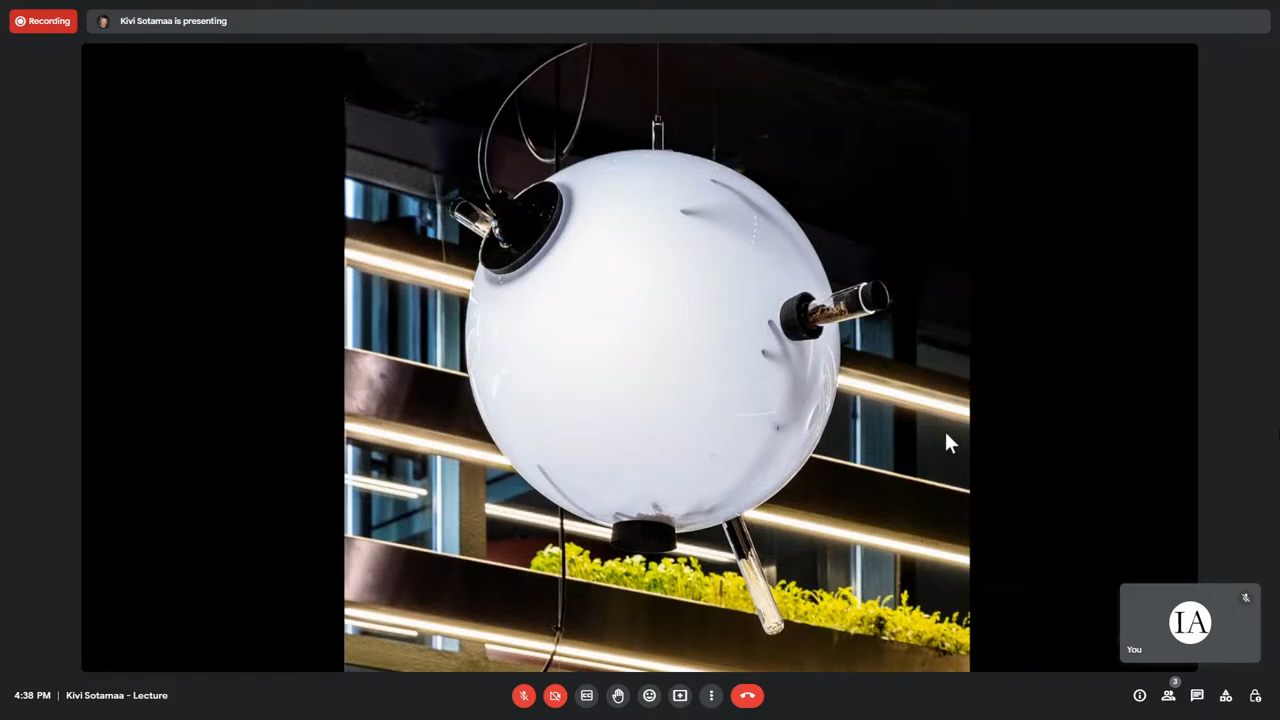 Recording
Kivi Sotamaa is presenting
IA
You
3
4:38 PM | Kivi Sotamaa - Lecture